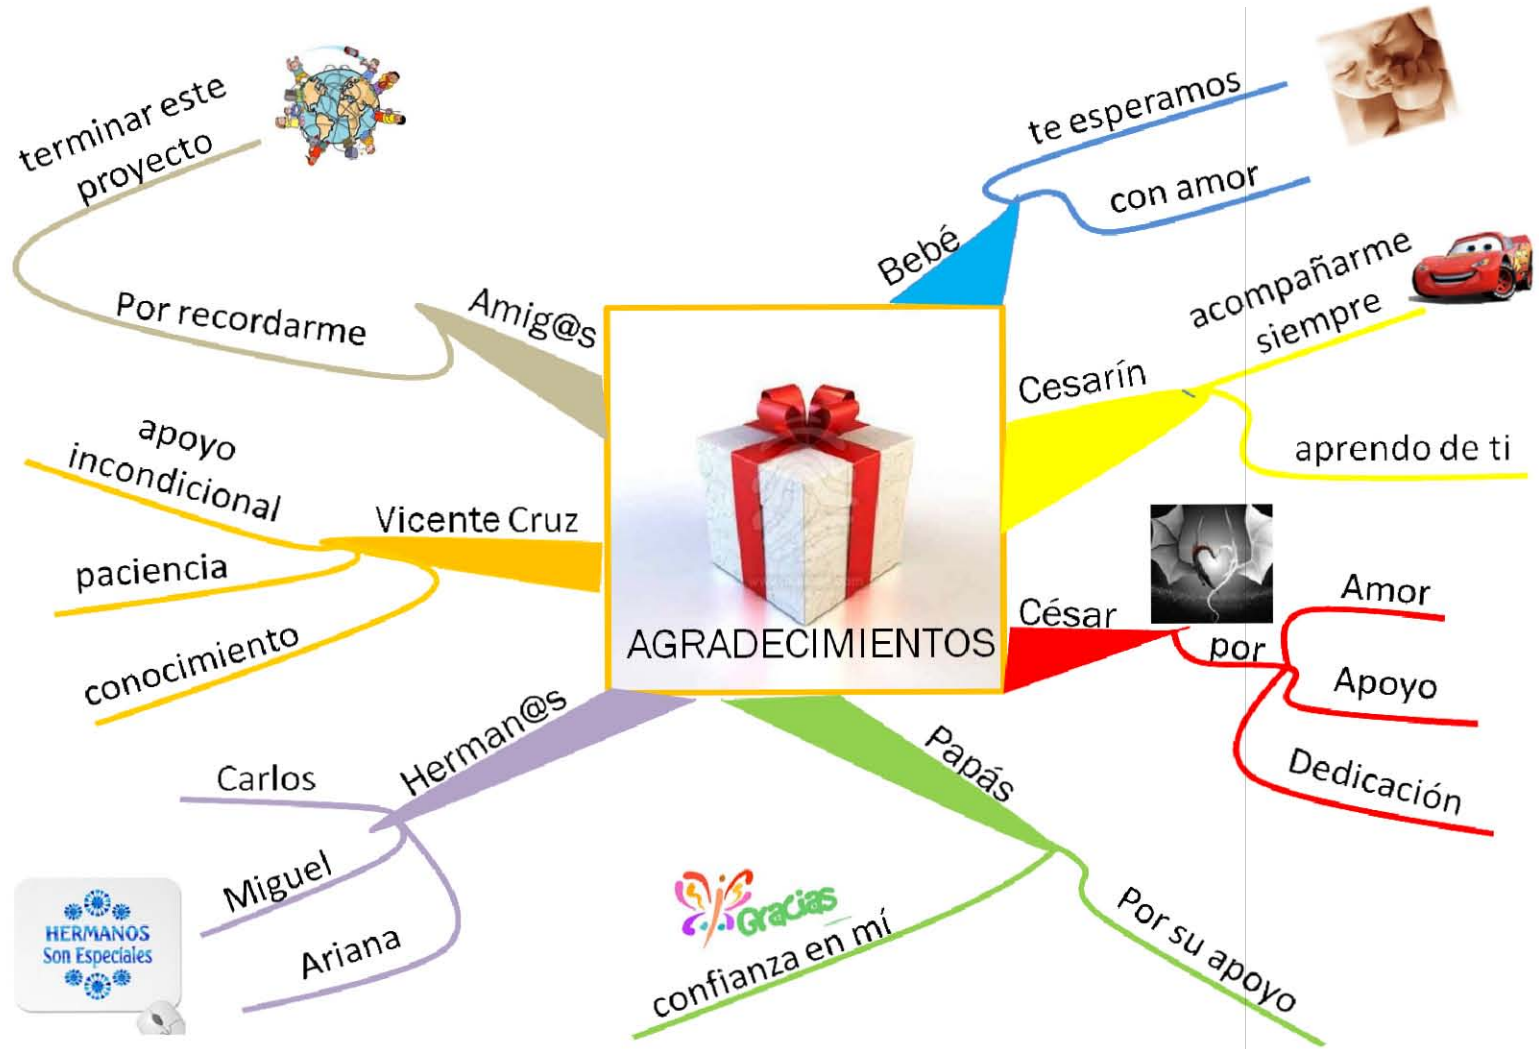 AGRADECIMIENTOS
Bebé
te esperamos
con amor
Cesarín
acompañarme
siempre
aprendo de ti
César
por
Amor
Apoyo
Dedicación
Papás
Por su apoyo
Gracias
confianza en mí
Herman@s
Carlos
Miguel
Ariana
HERMANOS
Son Especiales
Vicente Cruz
apoyo
incondicional
paciencia
conocimiento
Amig@s
Por recordarme
terminar este
proyecto